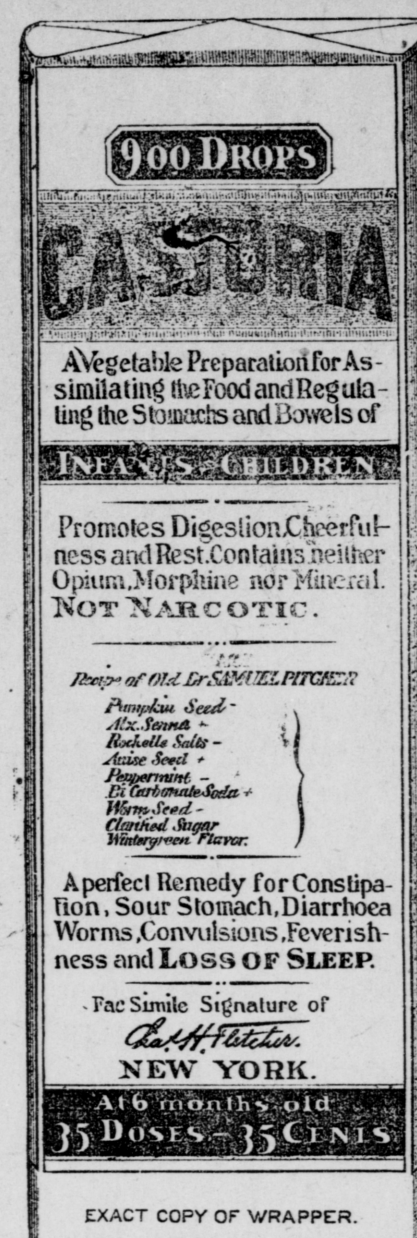 900 DROPS
CASTORIA
A Vegetable Preparation for As-
similating the Food and Regula-
ting the Stomachs and Bowels of
INFANTS - CHILDREN
Promotes Digestion,Cheerful-
ness and Rest.Contains neither
Opium,Morphine nor Mineral.
NOT NARCOTIC.
Recipe of Old Dr SAMUEL PITCHER
Pumpkin Seed -
Alx.Senna +
Rochelle Salts -
Anise Seed +
Peppermint -
Bi Carbonate Soda +
Worm Seed -
Clarified Sugar
Wintergreen Flavor.
A perfect Remedy for Constipa-
tion, Sour Stomach,Diarrhoea
Worms,Convulsions,Feverish-
ness and LOSS OF SLEEP.
Fac Simile Signature of
Chas. H. Fletcher.
NEW YORK.
At 6 months old
35 DOSES - 35 CENTS
EXACT COPY OF WRAPPER.